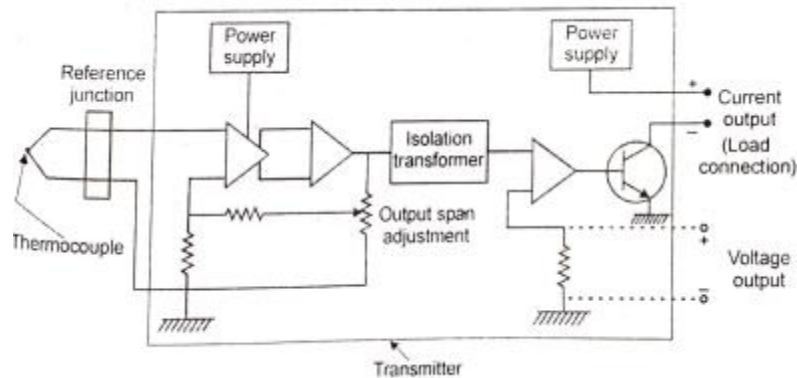 Power
supply
Power
supply
Reference
junction
+
Current
output
−
(Load
connection)
Isolation
transformer
Output span
adjustment
Thermocouple
+
Voltage
output
−
Transmitter